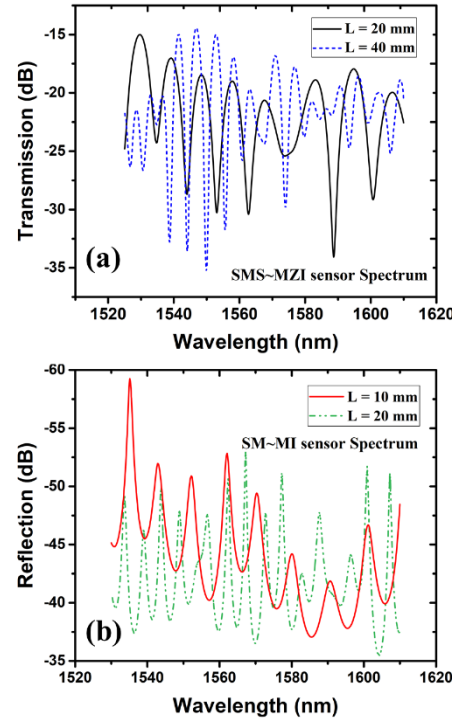 L = 20 mm
L = 40 mm
-15
-20
-25
-30
-35
Transmission (dB)
(a)
SMS~MZI sensor Spectrum
1520 1540 1560 1580 1600 1620
Wavelength (nm)
-60
-55
-50
-45
-40
-35
Reflection (dB)
L = 10 mm
L = 20 mm
SM~MI sensor Spectrum
(b)
1520 1540 1560 1580 1600 1620
Wavelength (nm)